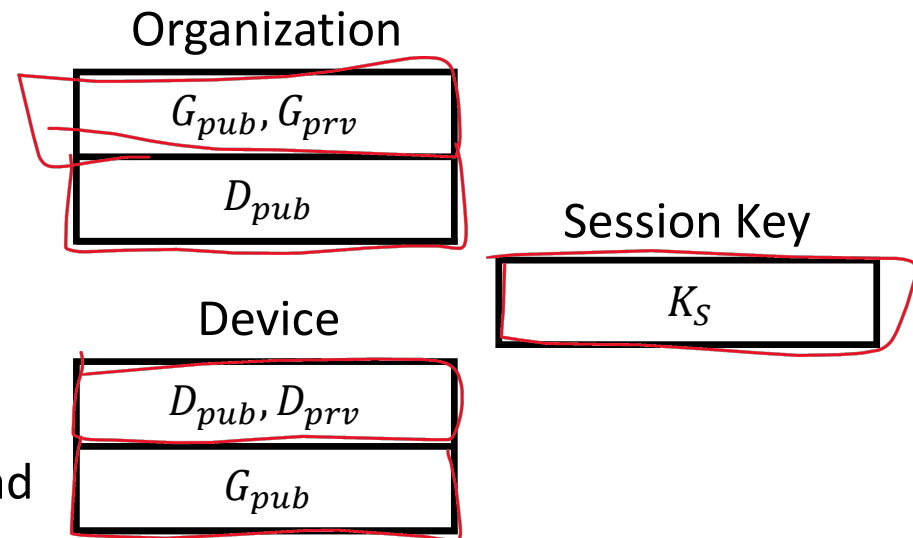 Organization
G_pub, G_prv
D_pub
Session Key
K_S
Device
D_pub, D_prv
nd
G_pub